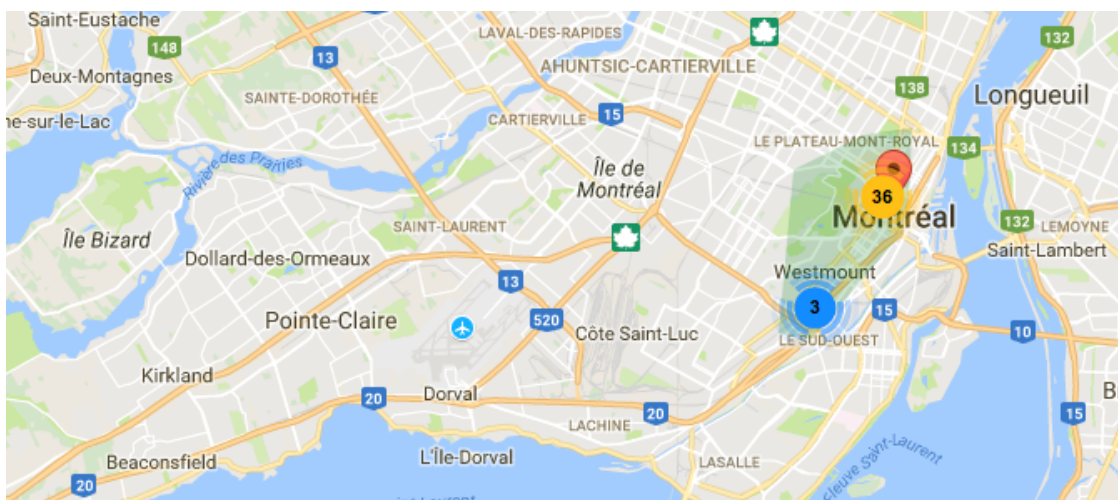 Saint-Eustache
148
Deux-Montagnes
ne-sur-le-Lac
13
LAVAL-DES-RAPIDES
AHUNTSIC-CARTIERVILLE
SAINTE-DOROTHÉE
CARTIERVILLE
15
132
138
Longueuil
LE PLATEAU-MONT-ROYAL
134
Rivière des Prairies
Île de
Montréal
36
Montréal
132
LEMOYNE
Saint-Lambert
Île Bizard
SAINT-LAURENT
Dollard-des-Ormeaux
13
Westmount
3
15
10
Pointe-Claire
520
Côte Saint-Luc
LE SUD-OUEST
Kirkland
Dorval
20
20
LACHINE
15
B
Beaconsfield
20
L'Île-Dorval
LASALLE